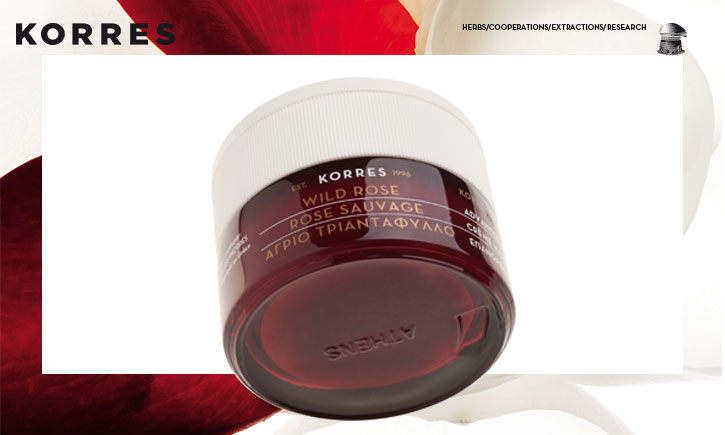 KORRES
HERBS/COOPERATIONS/EXTRACTIONS/RESEARCH
EST. KORRES 1996
WILD ROSE
ROSE SAUVAGE
ΑΓΡΙΟ ΤΡΙΑΝΤΑΦΥΛΛΟ
ATHENS